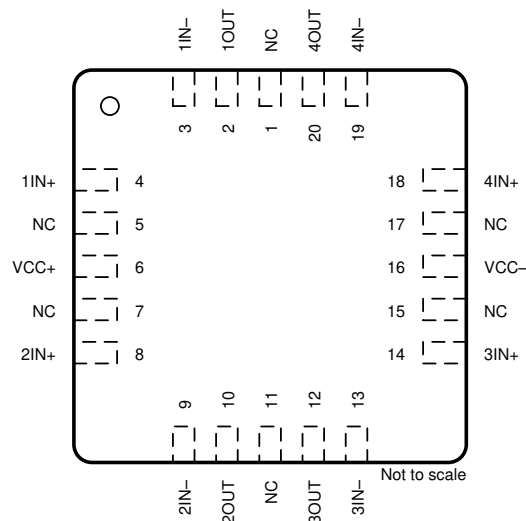 1IN–
1OUT
NC
4OUT
4IN–
3
2
1
20
19
1IN+
4
18
4IN+
NC
5
17
NC
VCC+
6
16
VCC–
NC
7
15
NC
2IN+
8
14
3IN+
9
10
11
12
13
2IN–
2OUT
NC
3OUT
3IN–
Not to scale